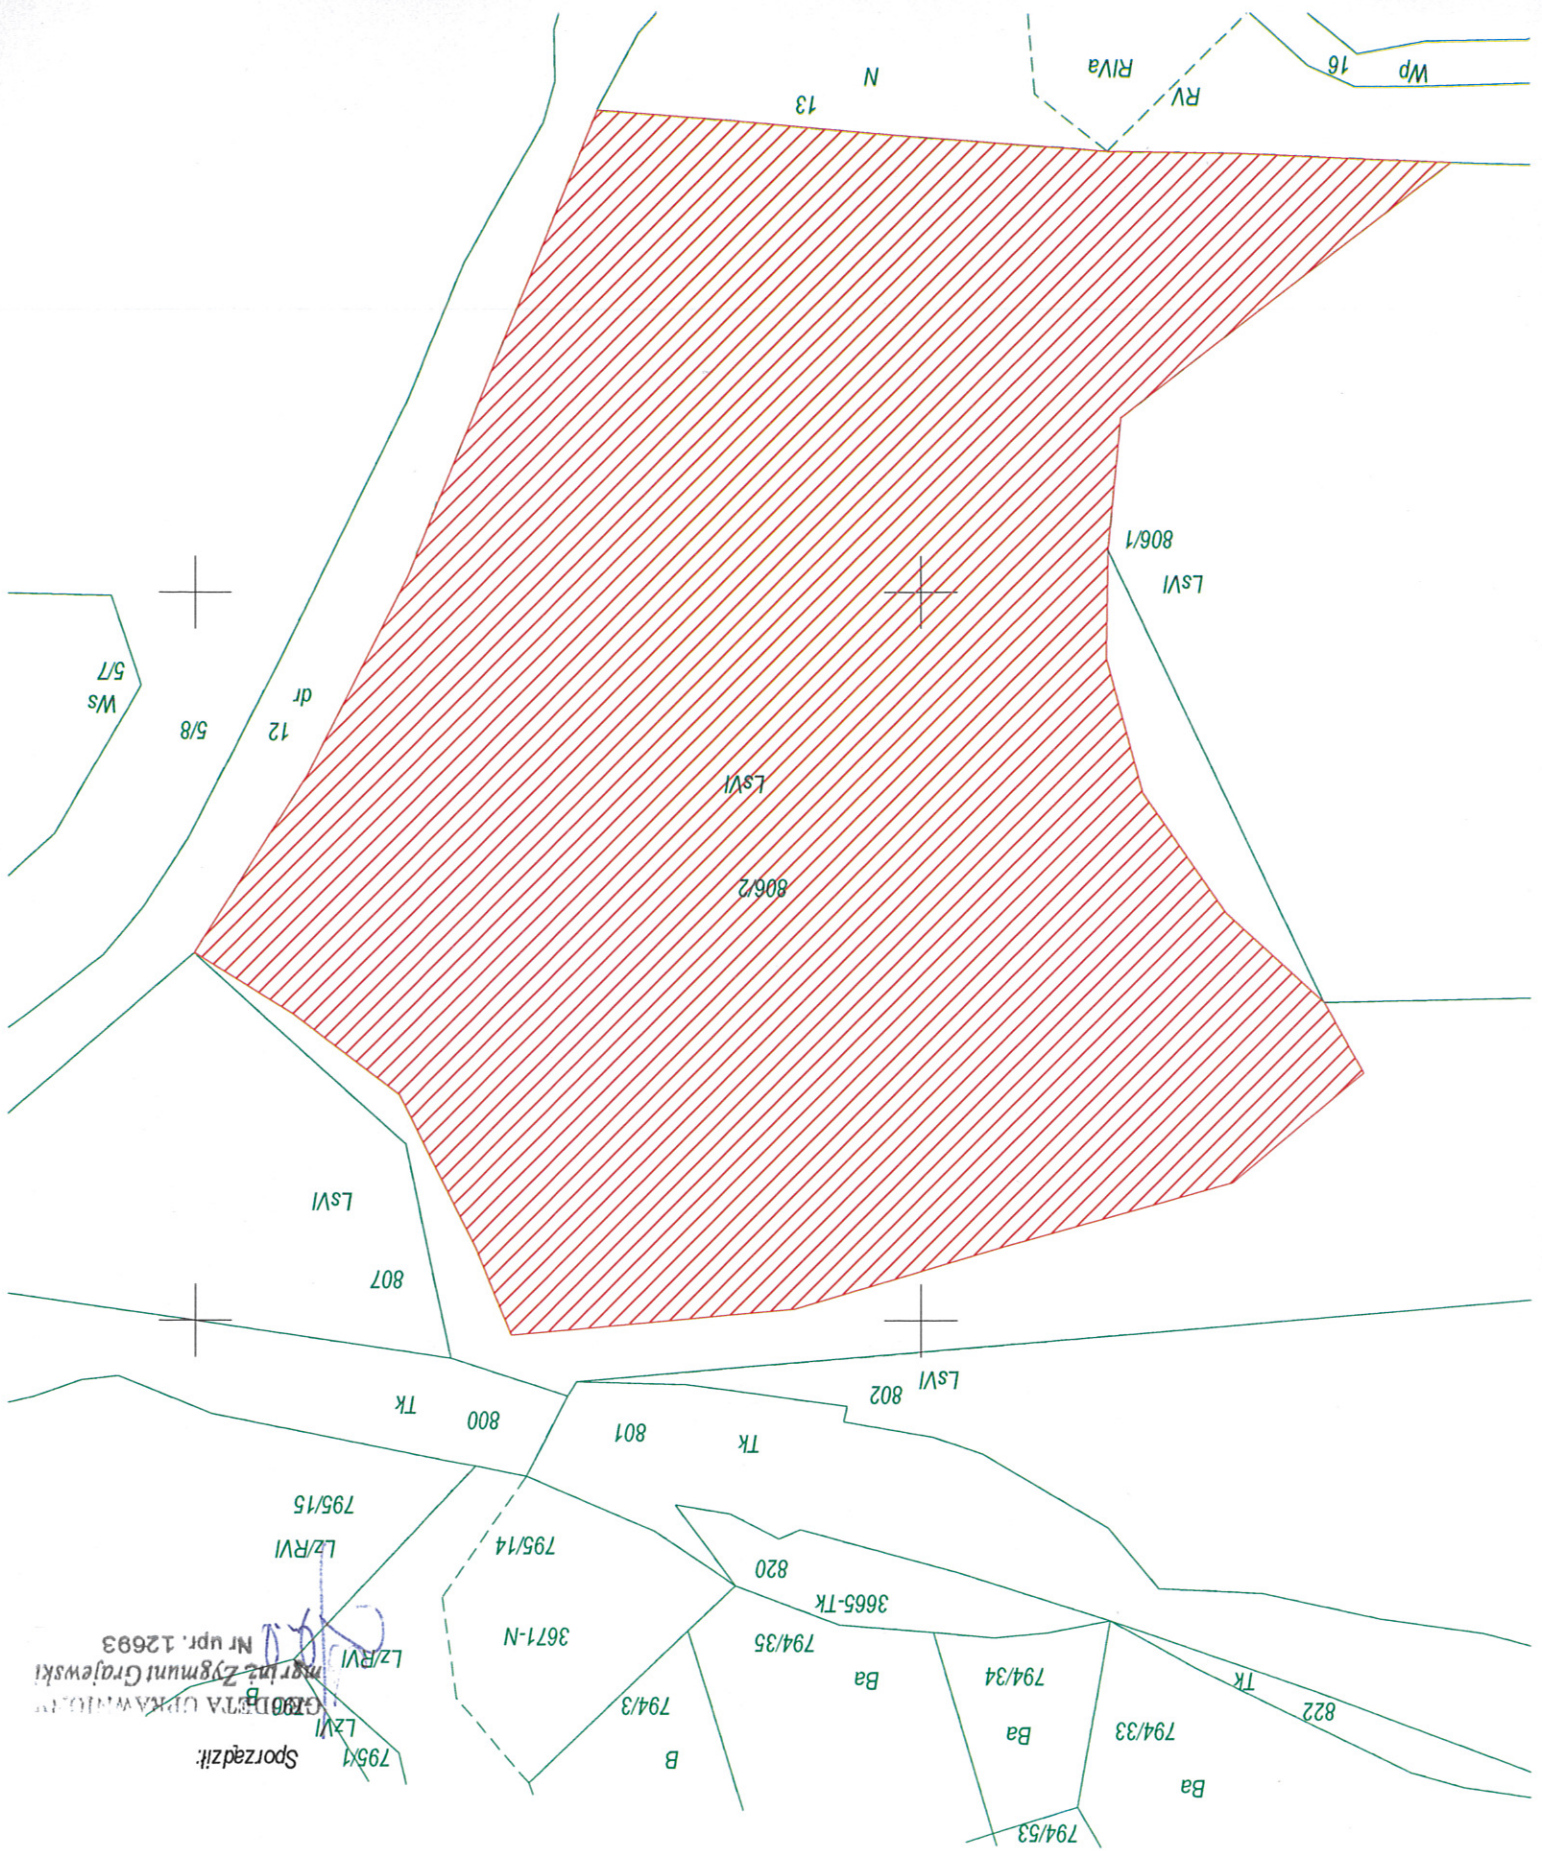 794/53
822
Tk
794/33
Ba
794/34
Ba
794/35
Ba
794/3
B
795/1
LzVI
Sporządził:
GEODETA UPRAWNIONY
mgr inż. Zygmunt Grajewski
Nr upr. 12693
796
B
Lz/RVI
Lz/RVI
795/15
3671-N
795/14
3665-Tk
820
Tk
801
800
Tk
LsVI
802
807
LsVI
806/2
LsVI
12
dr
5/8
Ws
5/7
LsVI
806/1
13
N
RV
RIVa
Wp
16